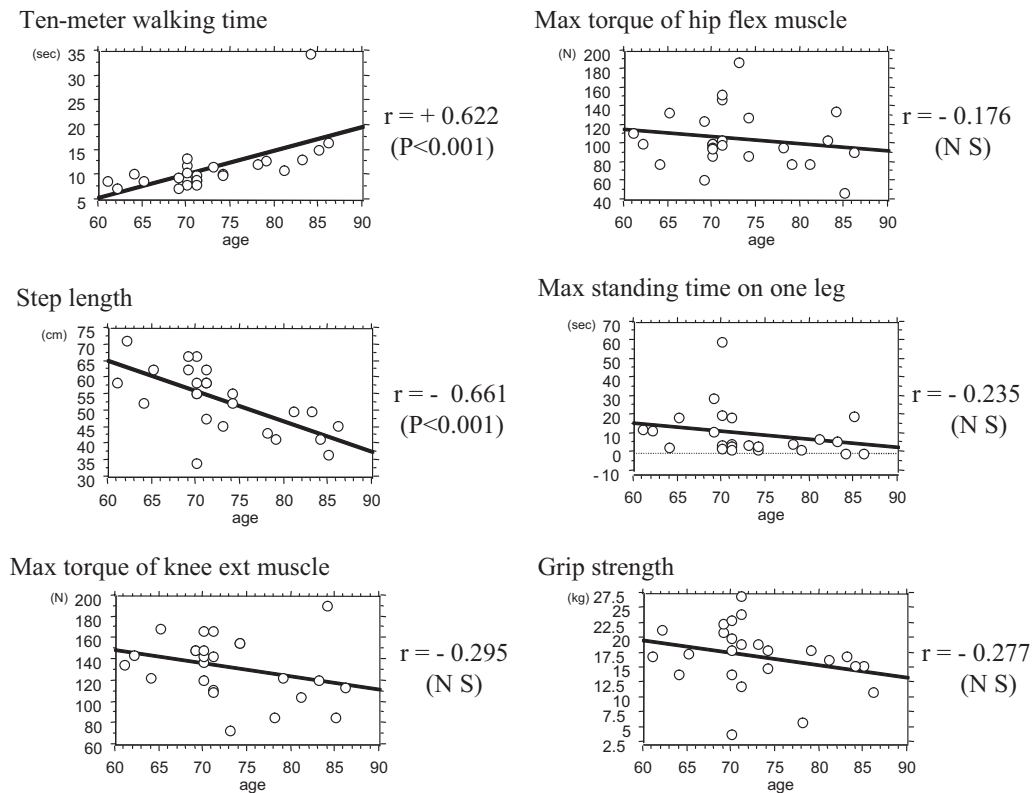 Ten-meter walking time
(sec)
35
30
25
20
15
10
5
60 65 70 75 80 85 90
age
r = + 0.622
(P<0.001)
Max torque of hip flex muscle
(N)
200
180
160
140
120
100
80
60
40
60 65 70 75 80 85 90
age
r = - 0.176
(N S)
Step length
(cm)
75
70
65
60
55
50
45
40
35
30
60 65 70 75 80 85 90
age
r = - 0.661
(P<0.001)
Max standing time on one leg
(sec)
70
60
50
40
30
20
10
0
-10
60 65 70 75 80 85 90
age
r = - 0.235
(N S)
Max torque of knee ext muscle
(N)
200
180
160
140
120
100
80
60
60 65 70 75 80 85 90
age
r = - 0.295
(N S)
Grip strength
(kg)
27.5
25
22.5
20
17.5
15
12.5
10
7.5
5
2.5
60 65 70 75 80 85 90
age
r = - 0.277
(N S)